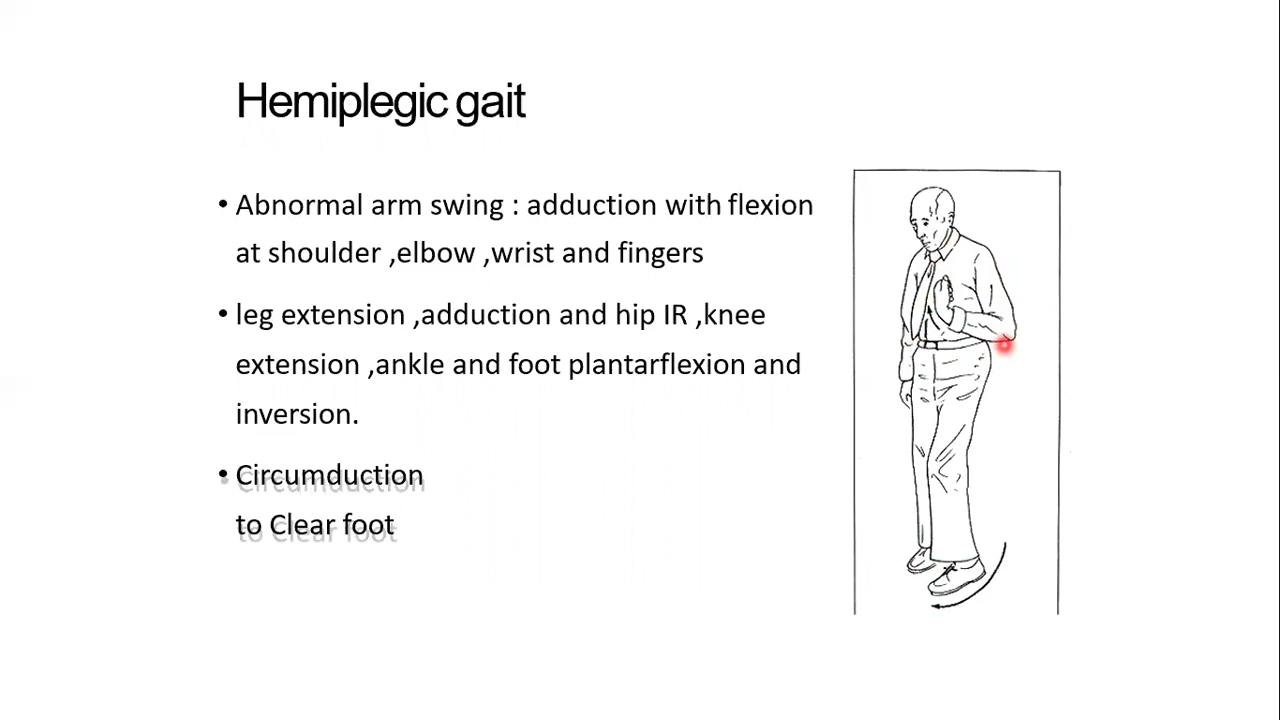 Hemiplegic gait
• Abnormal arm swing : adduction with flexion
at shoulder ,elbow ,wrist and fingers
• leg extension ,adduction and hip IR ,knee
extension ,ankle and foot plantarflexion and
inversion.
• Circumduction
to Clear foot